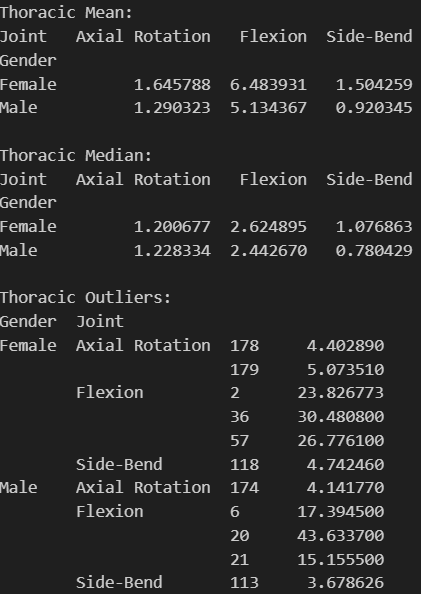 Thoracic Mean:
Joint   Axial Rotation   Flexion  Side-Bend
Gender
Female        1.645788  6.483931   1.504259
Male          1.290323  5.134367   0.920345

Thoracic Median:
Joint   Axial Rotation   Flexion  Side-Bend
Gender
Female        1.200677  2.624895   1.076863
Male          1.228334  2.442670   0.780429

Thoracic Outliers:
Gender  Joint
Female  Axial Rotation  178     4.402890
                        179     5.073510
        Flexion         2      23.826773
                        36     30.480800
                        57     26.776100
        Side-Bend       118     4.742460
Male    Axial Rotation  174     4.141770
        Flexion         6      17.394500
                        20     43.633700
                        21     15.155500
        Side-Bend       113     3.678626